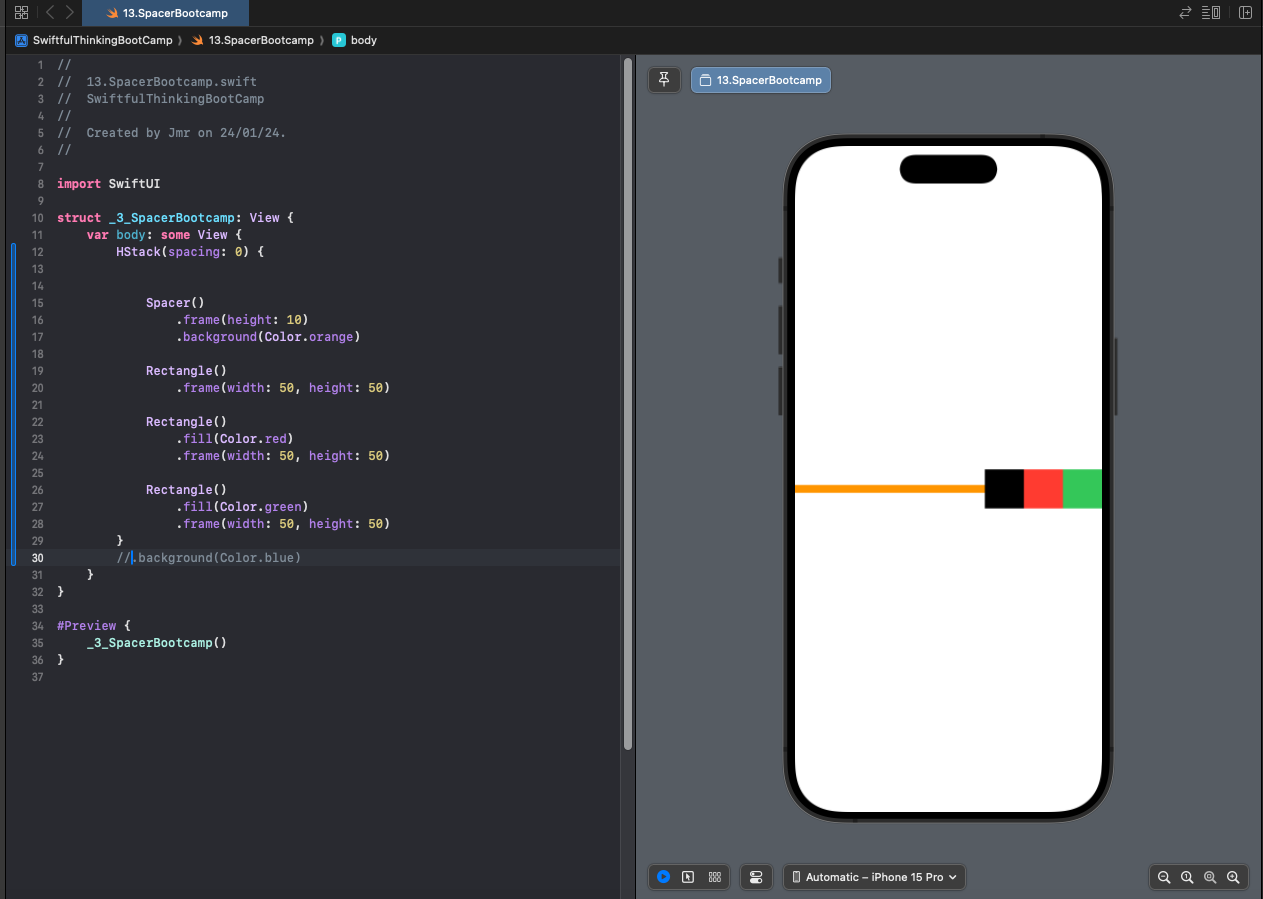 13.SpacerBootcamp
SwiftfulThinkingBootCamp 〉 13.SpacerBootcamp 〉 P body
1 //
2 //  13.SpacerBootcamp.swift
3 //  SwiftfulThinkingBootCamp
4 //
5 //  Created by Jmr on 24/01/24.
6 //
7
8 import SwiftUI
9
10 struct _3_SpacerBootcamp: View {
11     var body: some View {
12         HStack(spacing: 0) {
13
14
15             Spacer()
16                 .frame(height: 10)
17                 .background(Color.orange)
18
19             Rectangle()
20                 .frame(width: 50, height: 50)
21
22             Rectangle()
23                 .fill(Color.red)
24                 .frame(width: 50, height: 50)
25
26             Rectangle()
27                 .fill(Color.green)
28                 .frame(width: 50, height: 50)
29         }
30         //.background(Color.blue)
31     }
32 }
33
34 #Preview {
35     _3_SpacerBootcamp()
36 }
37
13.SpacerBootcamp
Automatic – iPhone 15 Pro